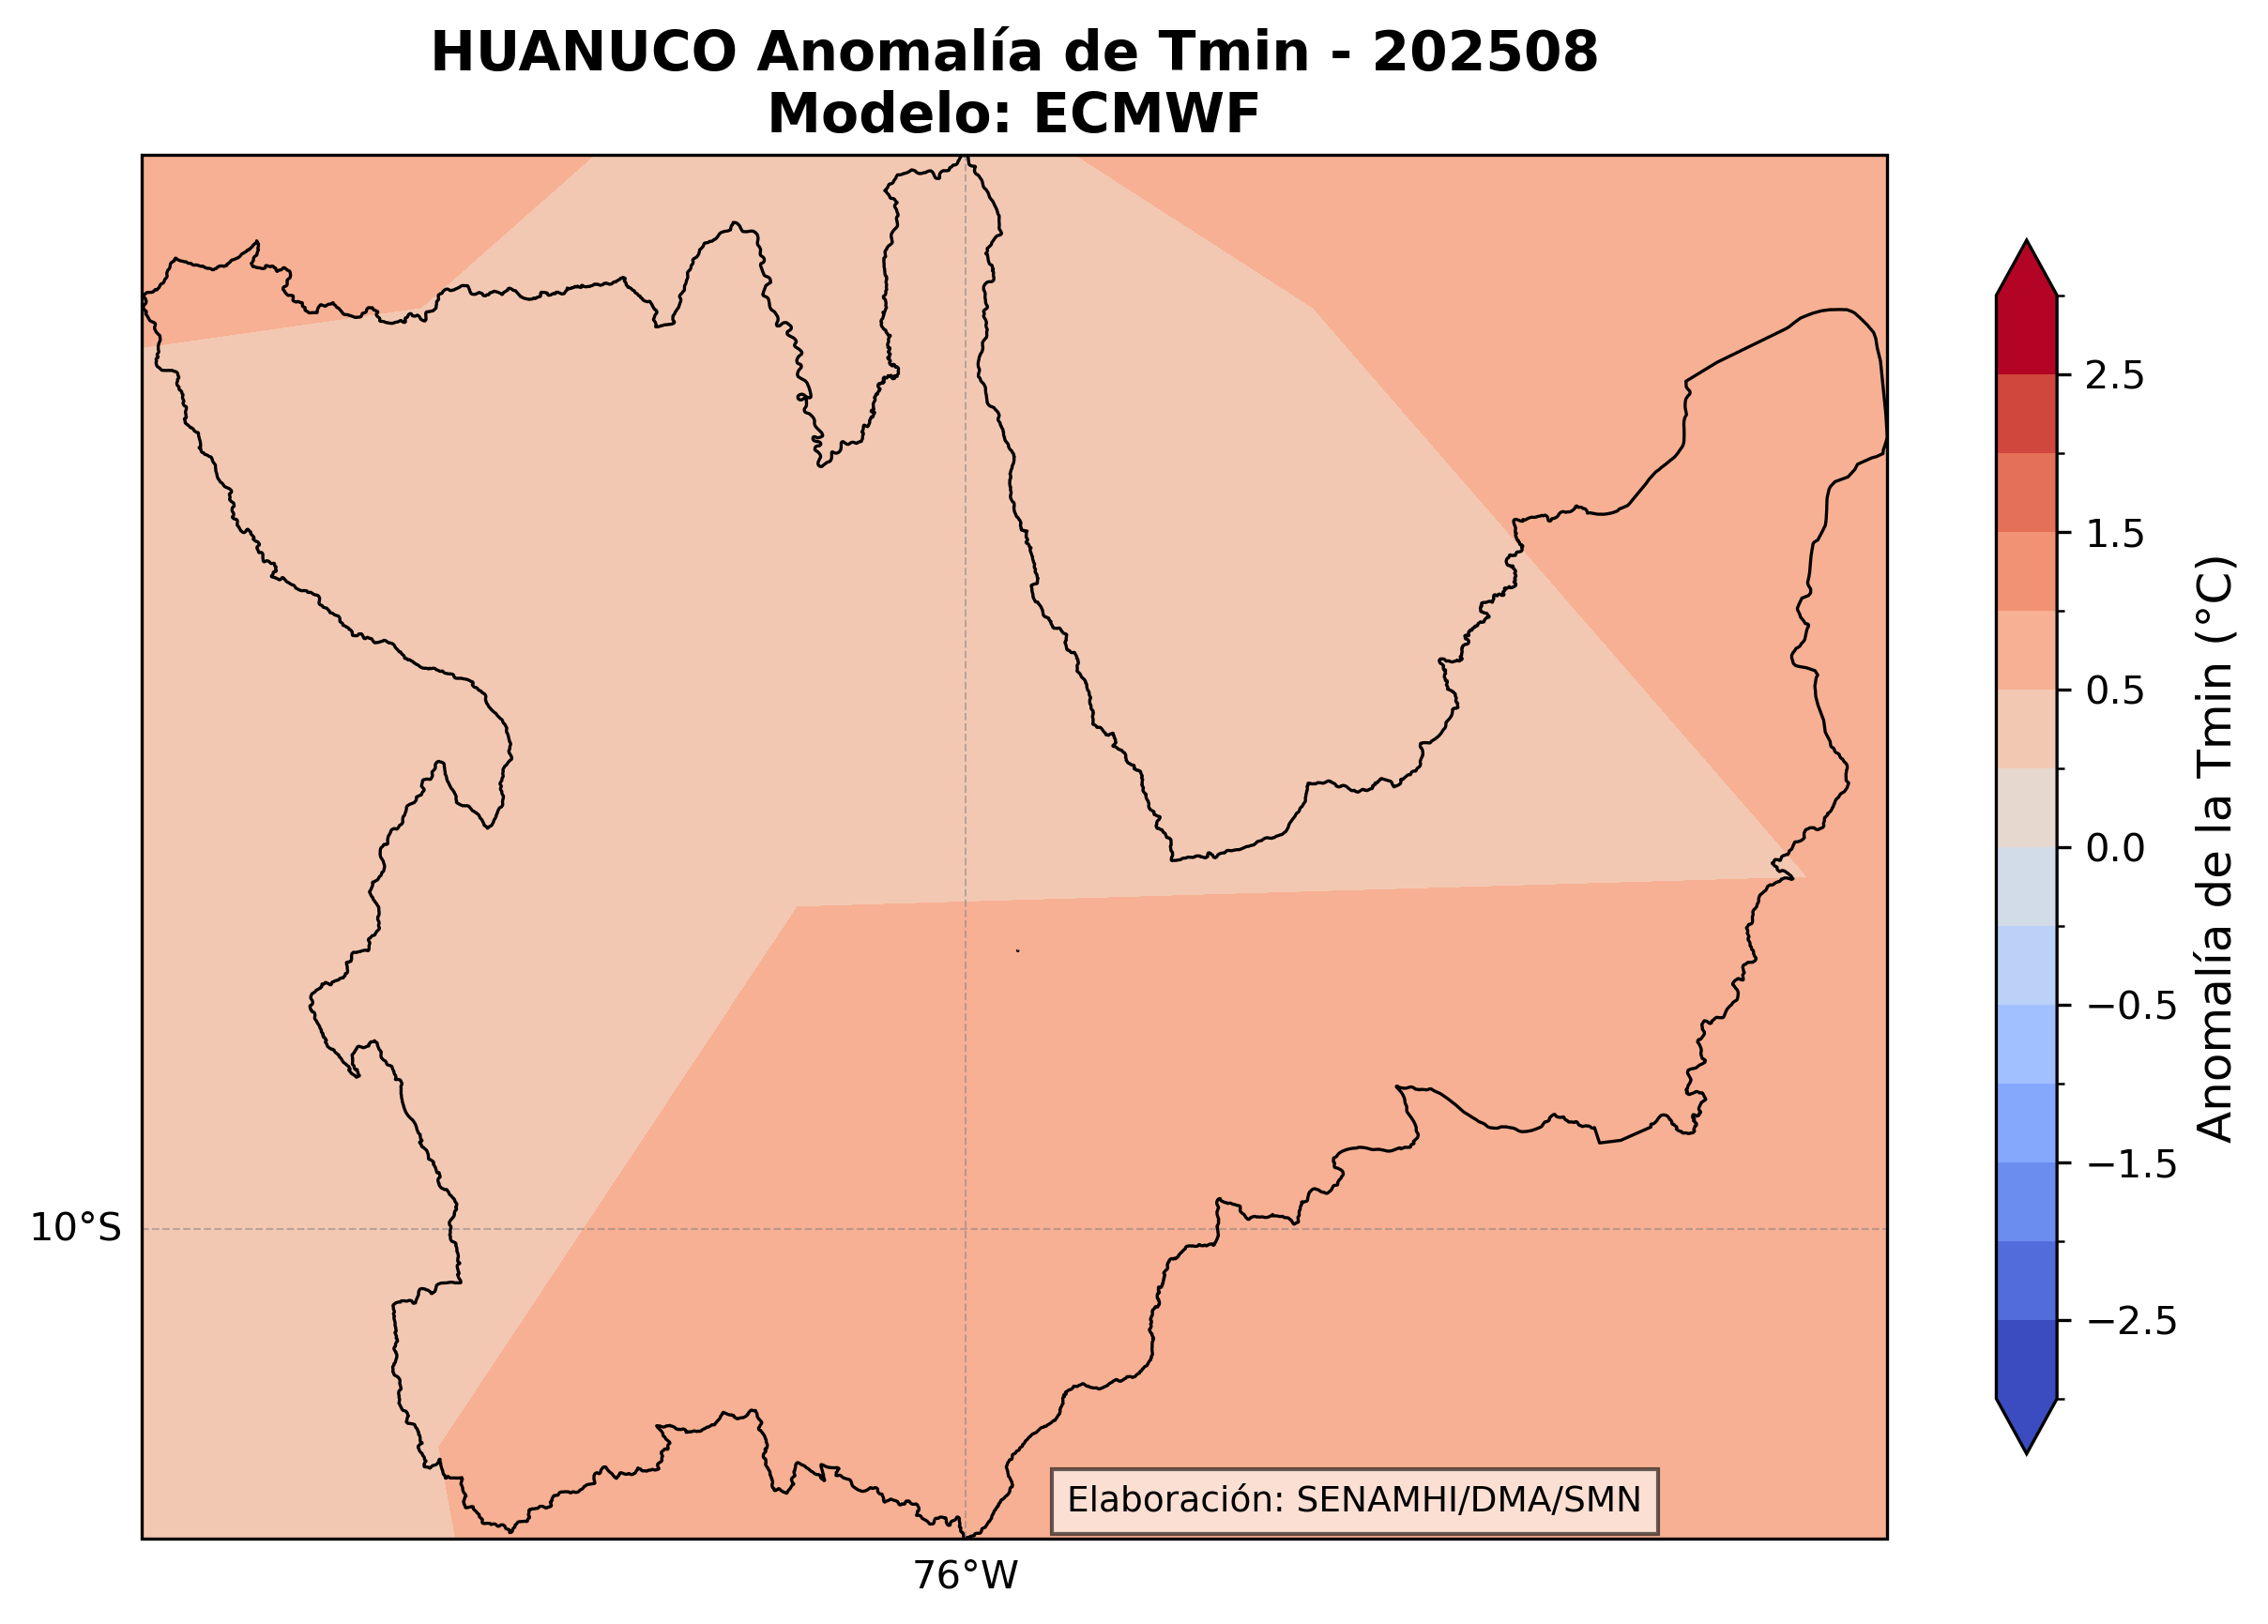 HUANUCO Anomalía de Tmin - 202508
Modelo: ECMWF
2.5
1.5
0.5
0.0
−0.5
−1.5
−2.5
Anomalía de la Tmin (°C)
10°S
76°W
Elaboración: SENAMHI/DMA/SMN